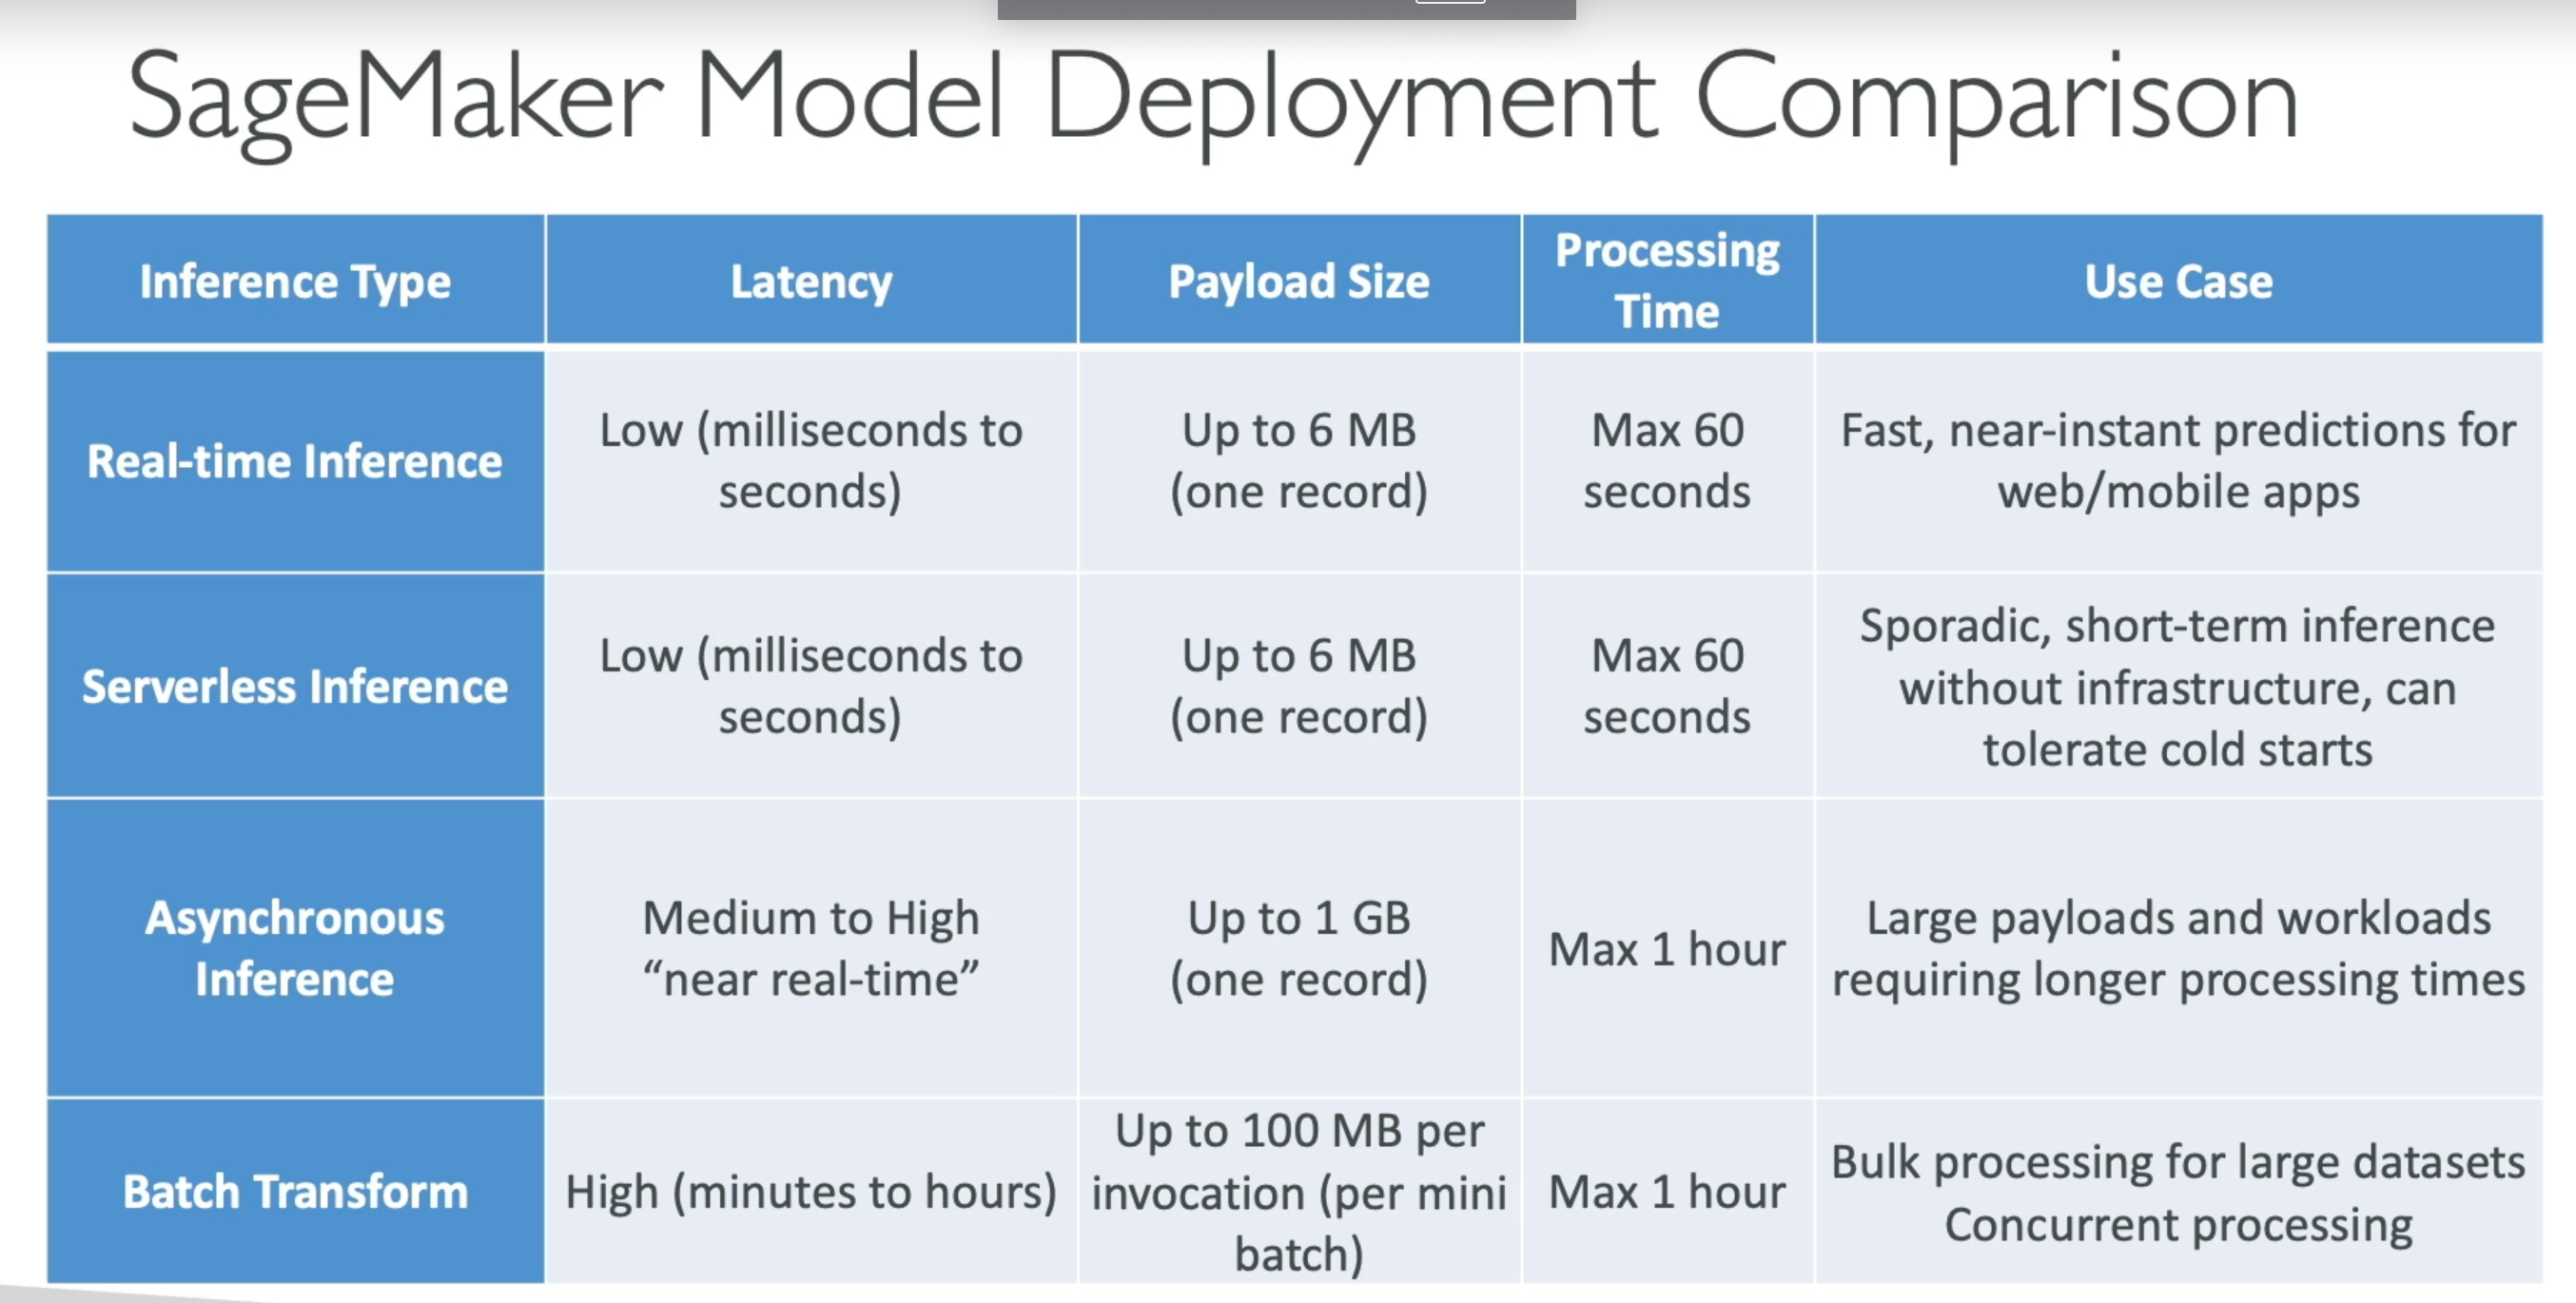 SageMaker Model Deployment Comparison
Inference Type
Latency
Payload Size
Processing
Time
Use Case
Real-time Inference
Low (milliseconds to
seconds)
Up to 6 MB
(one record)
Max 60
seconds
Fast, near-instant predictions for
web/mobile apps
Serverless Inference
Low (milliseconds to
seconds)
Up to 6 MB
(one record)
Max 60
seconds
Sporadic, short-term inference
without infrastructure, can
tolerate cold starts
Asynchronous
Inference
Medium to High
“near real-time”
Up to 1 GB
(one record)
Max 1 hour
Large payloads and workloads
requiring longer processing times
Batch Transform
High (minutes to hours)
Up to 100 MB per
invocation (per mini
batch)
Max 1 hour
Bulk processing for large datasets
Concurrent processing